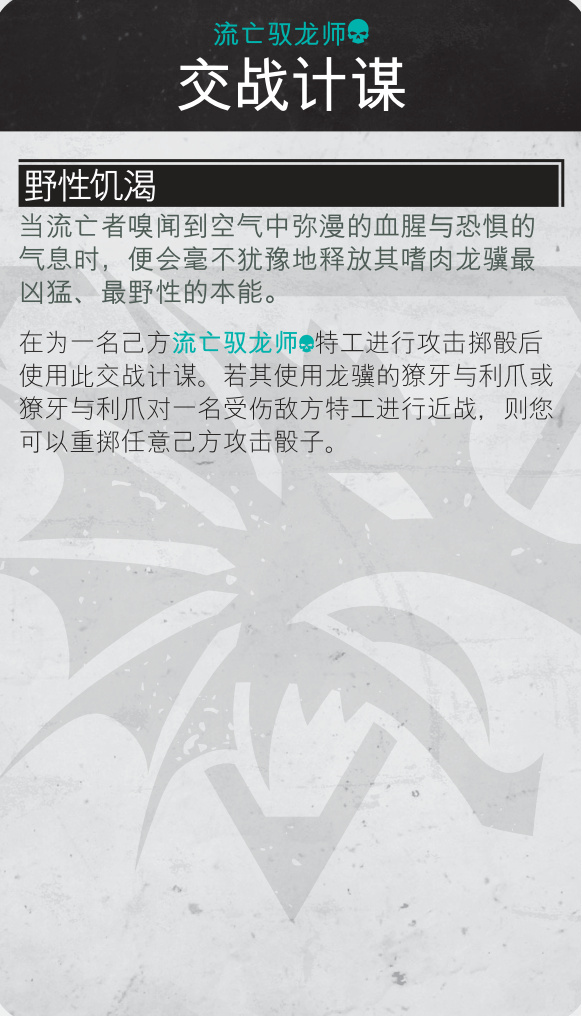 流亡驭龙师
交战计谋
野性饥渴
当流亡者嗅闻到空气中弥漫的血腥与恐惧的
气息时，便会毫不犹豫地释放其嗜肉龙骥最
凶猛、最野性的本能。
在为一名己方流亡驭龙师特工进行攻击掷骰后
使用此交战计谋。若其使用龙骥的獠牙与利爪或
獠牙与利爪对一名受伤敌方特工进行近战，则您
可以重掷任意己方攻击骰子。